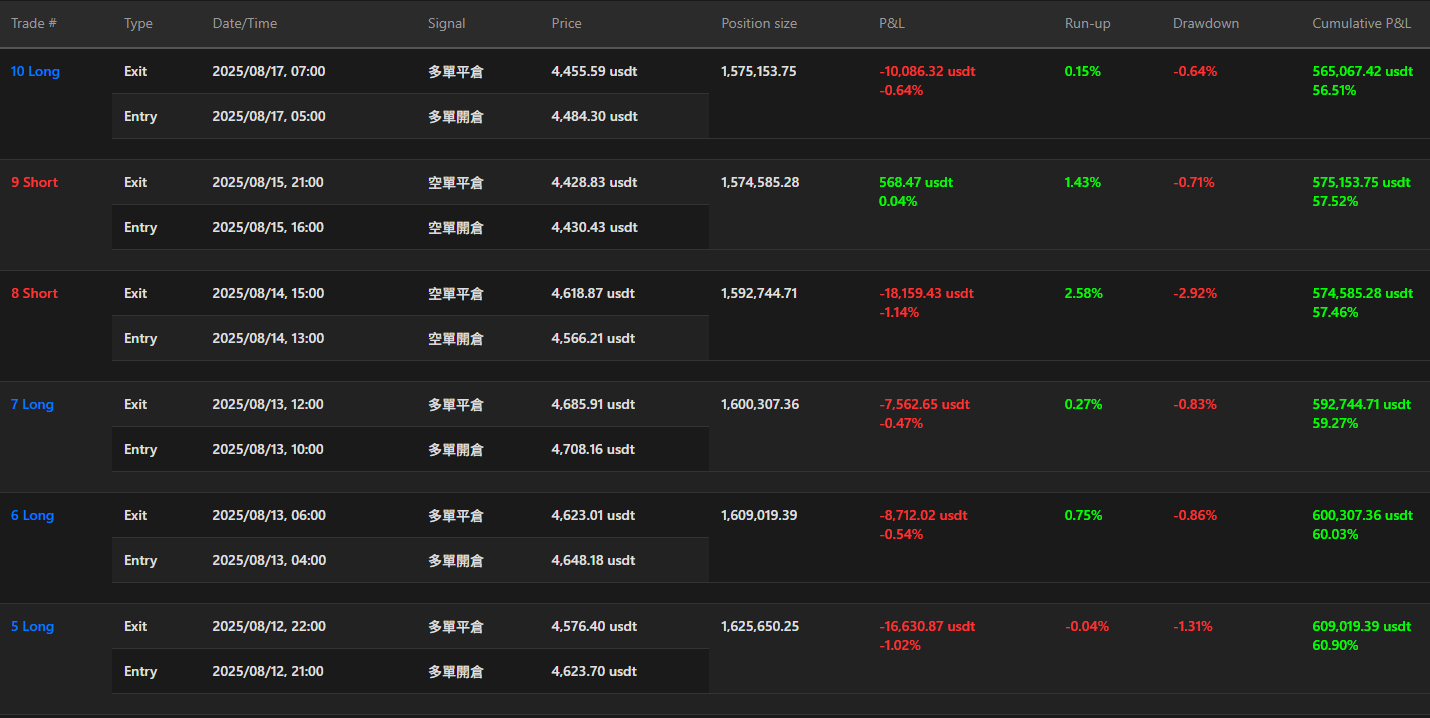 Trade # Type Date/Time Signal Price Position size P&L Run-up Drawdown Cumulative P&L
10 Long Exit 2025/08/17, 07:00 多單平倉 4,455.59 usdt 1,575,153.75 -10,086.32 usdt 0.15% -0.64% 565,067.42 usdt
-0.64% 56.51%
Entry 2025/08/17, 05:00 多單開倉 4,484.30 usdt
9 Short Exit 2025/08/15, 21:00 空單平倉 4,428.83 usdt 1,574,585.28 568.47 usdt 1.43% -0.71% 575,153.75 usdt
0.04% 57.52%
Entry 2025/08/15, 16:00 空單開倉 4,430.43 usdt
8 Short Exit 2025/08/14, 15:00 空單平倉 4,618.87 usdt 1,592,744.71 -18,159.43 usdt 2.58% -2.92% 574,585.28 usdt
-1.14% 57.46%
Entry 2025/08/14, 13:00 空單開倉 4,566.21 usdt
7 Long Exit 2025/08/13, 12:00 多單平倉 4,685.91 usdt 1,600,307.36 -7,562.65 usdt 0.27% -0.83% 592,744.71 usdt
-0.47% 59.27%
Entry 2025/08/13, 10:00 多單開倉 4,708.16 usdt
6 Long Exit 2025/08/13, 06:00 多單平倉 4,623.01 usdt 1,609,019.39 -8,712.02 usdt 0.75% -0.86% 600,307.36 usdt
-0.54% 60.03%
Entry 2025/08/13, 04:00 多單開倉 4,648.18 usdt
5 Long Exit 2025/08/12, 22:00 多單平倉 4,576.40 usdt 1,625,650.25 -16,630.87 usdt -0.04% -1.31% 609,019.39 usdt
-1.02% 60.90%
Entry 2025/08/12, 21:00 多單開倉 4,623.70 usdt